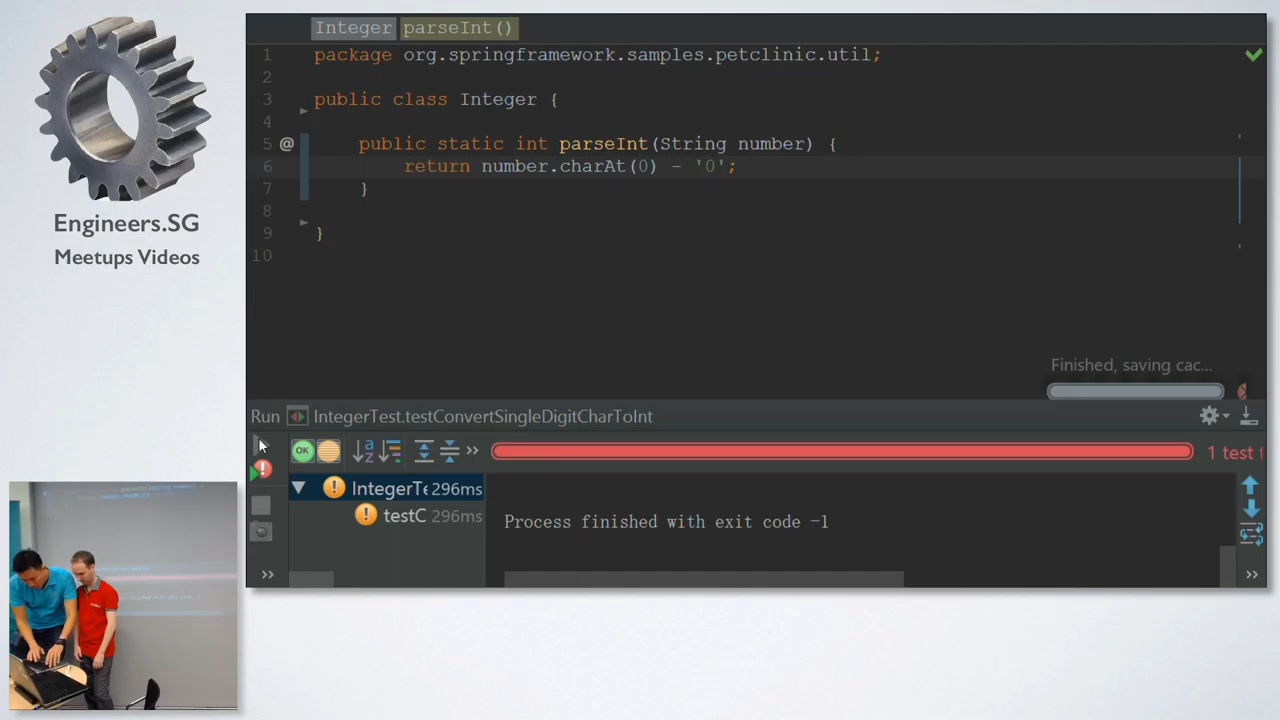 Engineers.SG
Meetups Videos
Integer parseInt()
1 package org.springframework.samples.petclinic.util;
2
3 public class Integer {
4
5 @ public static int parseInt(String number) {
6 return number.charAt(0) - '0';
7 }
8
9 }
10
Finished, saving cac...
Run IntegerTest.testConvertSingleDigitCharToInt
OK
a
z
1 test
IntegerTe 296ms
testC 296ms
Process finished with exit code -1